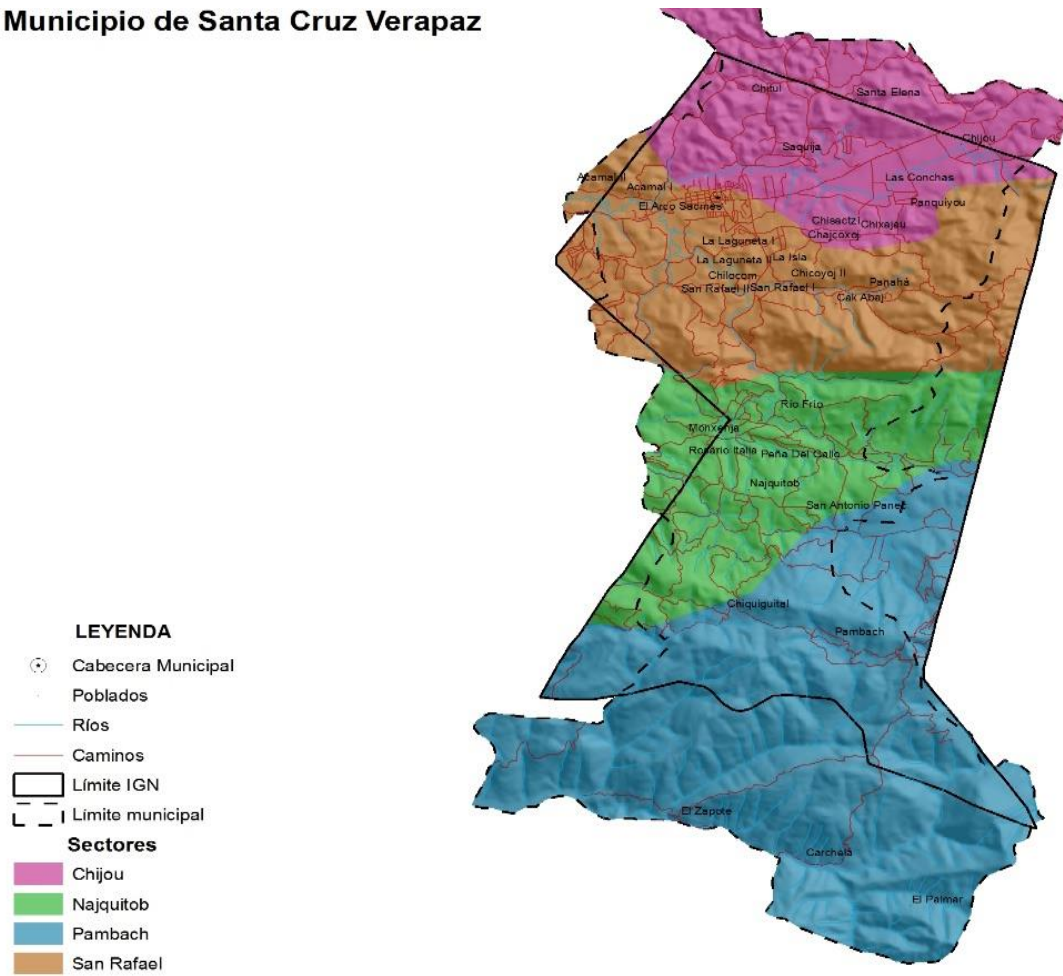 Municipio de Santa Cruz Verapaz
Chitul
Santa Elena
Chijou
Saquija
Las Conchas
Acamal II
Acamal I
Panquiyou
El Arco Sacmes
Chisactzi
Chixajau
Chajcoxoj
La Laguneta I
La Laguneta II
La Isla
Chilocom
Chicoyoj II
Panahá
San Rafael II
San Rafael I
Cak Abaj
Río Frío
Monxenja
Rosario Italia
Peña Del Gallo
Najquitob
San Antonio Panec
Chiquiguital
Pambach
El Zapote
Carchelá
El Palmar
LEYENDA
Cabecera Municipal
Poblados
Ríos
Caminos
Límite IGN
Límite municipal
Sectores
Chijou
Najquitob
Pambach
San Rafael